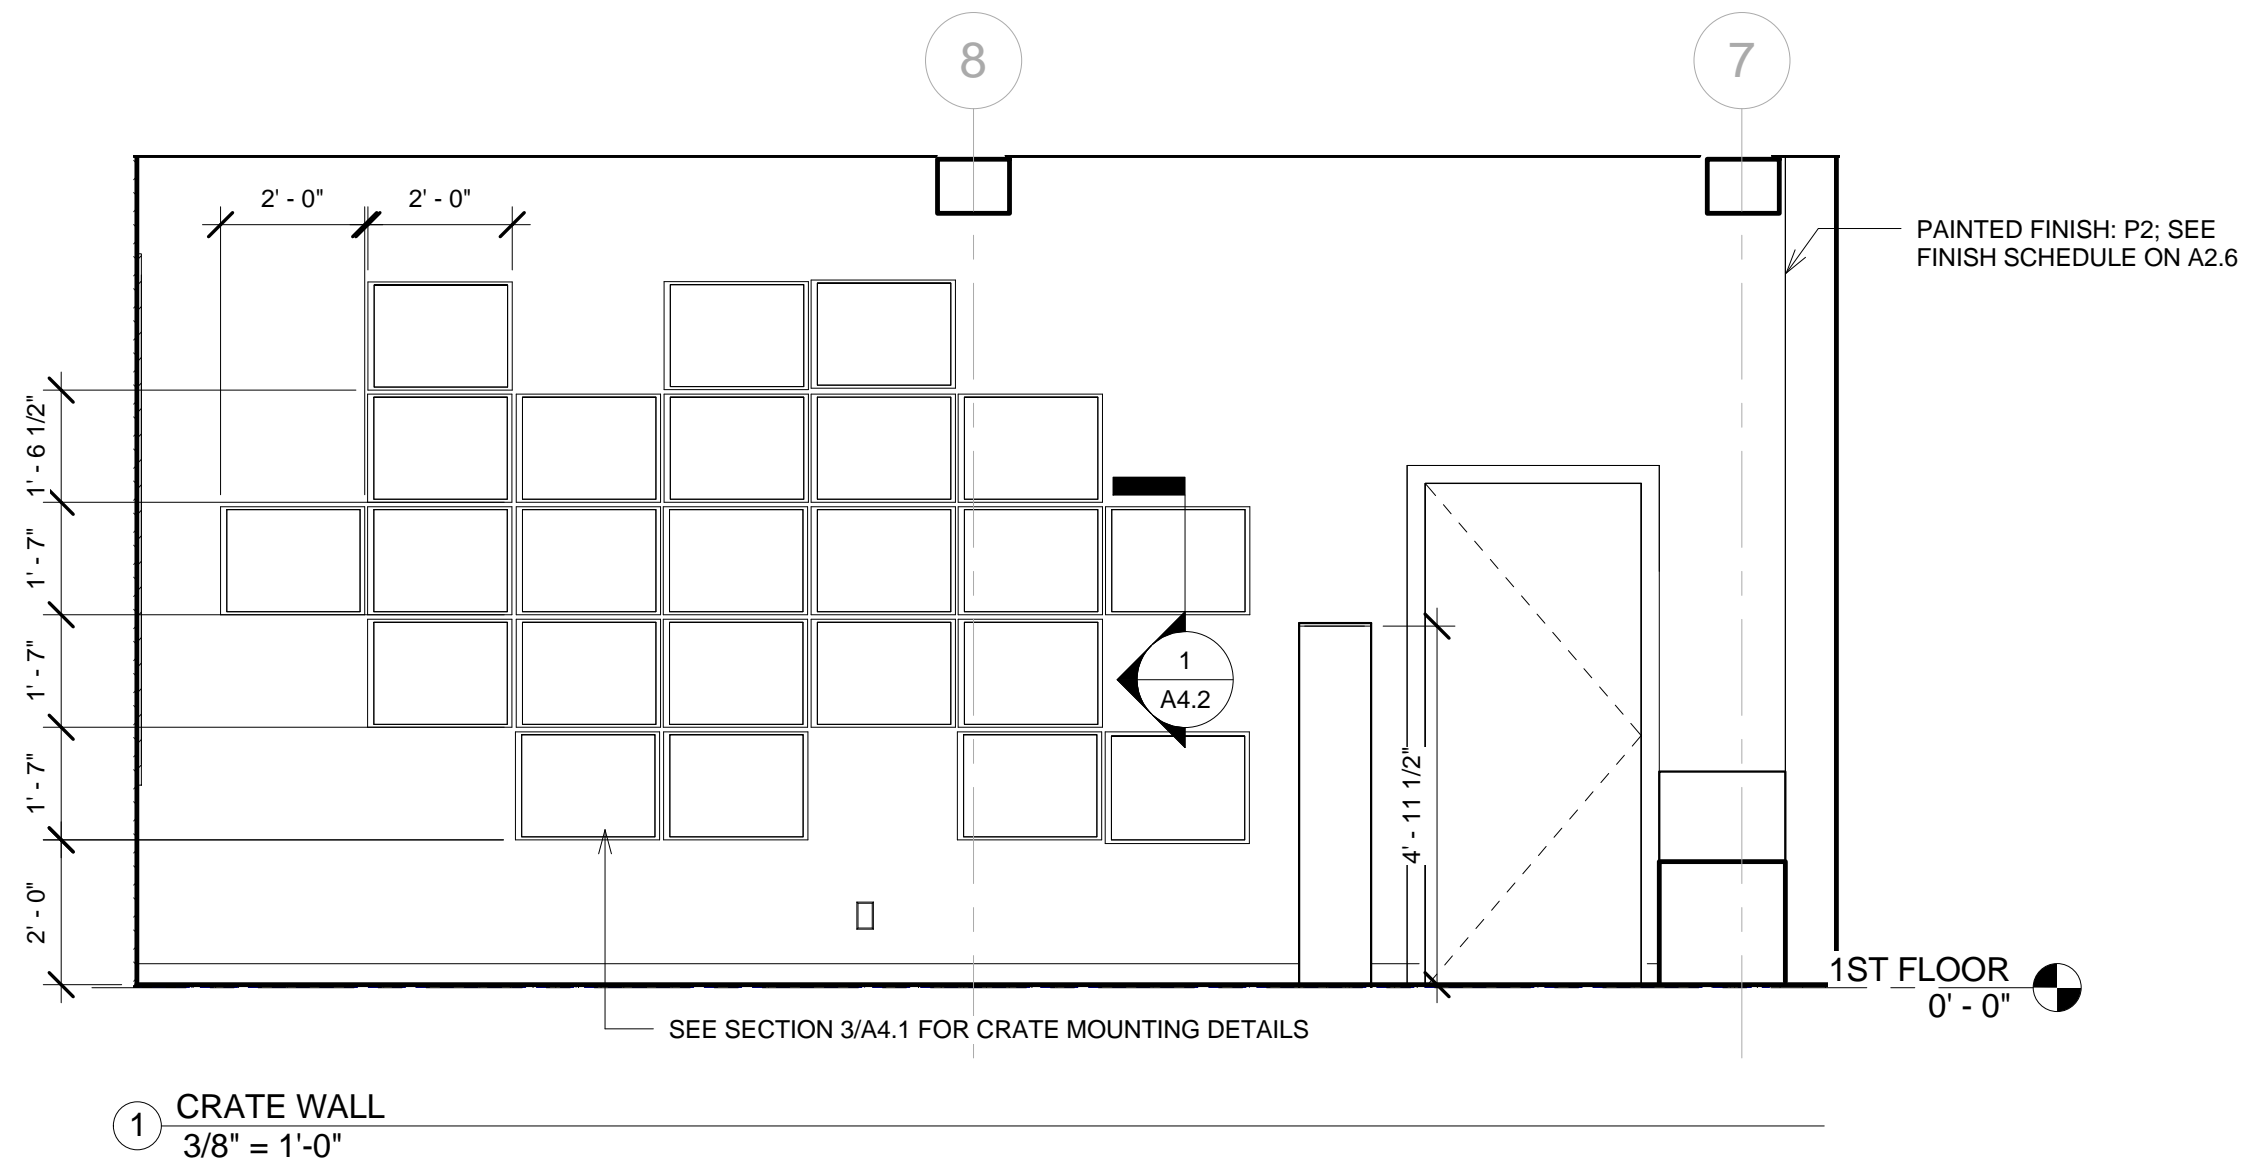 8
7
2' - 0"
2' - 0"
PAINTED FINISH: P2; SEE
FINISH SCHEDULE ON A2.6
1' - 6 1/2"
1' - 7"
1' - 7"
1' - 7"
2' - 0"
1
A4.2
4' - 11 1/2"
1ST FLOOR
0' - 0"
SEE SECTION 3/A4.1 FOR CRATE MOUNTING DETAILS
1
CRATE WALL
3/8" = 1'-0"